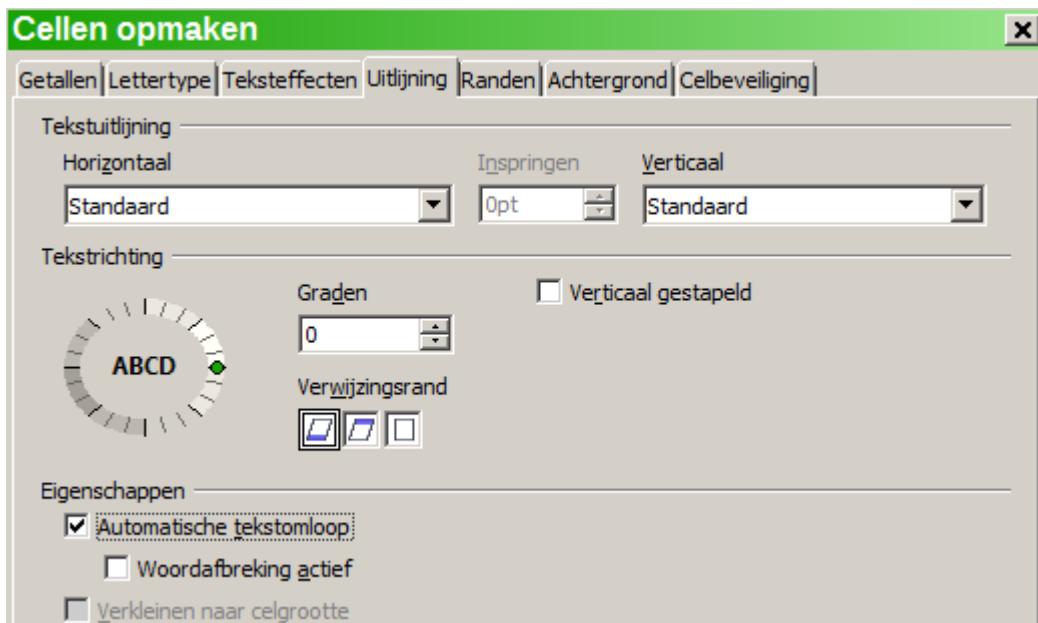 Cellen opmaken
Getallen Lettertype Teksteffecten Uitlijning Randen Achtergrond Celbeveiliging
Tekstuitlijning
Horizontaal Inspringen Verticaal
Standaard 0pt Standaard
Tekstrichting
Graden Verticaal gestapeld
0
ABCD
Verwijzingsrand
Eigenschappen
Automatische tekstomloop
Woordafbreking actief
Verkleinen naar celgrootte